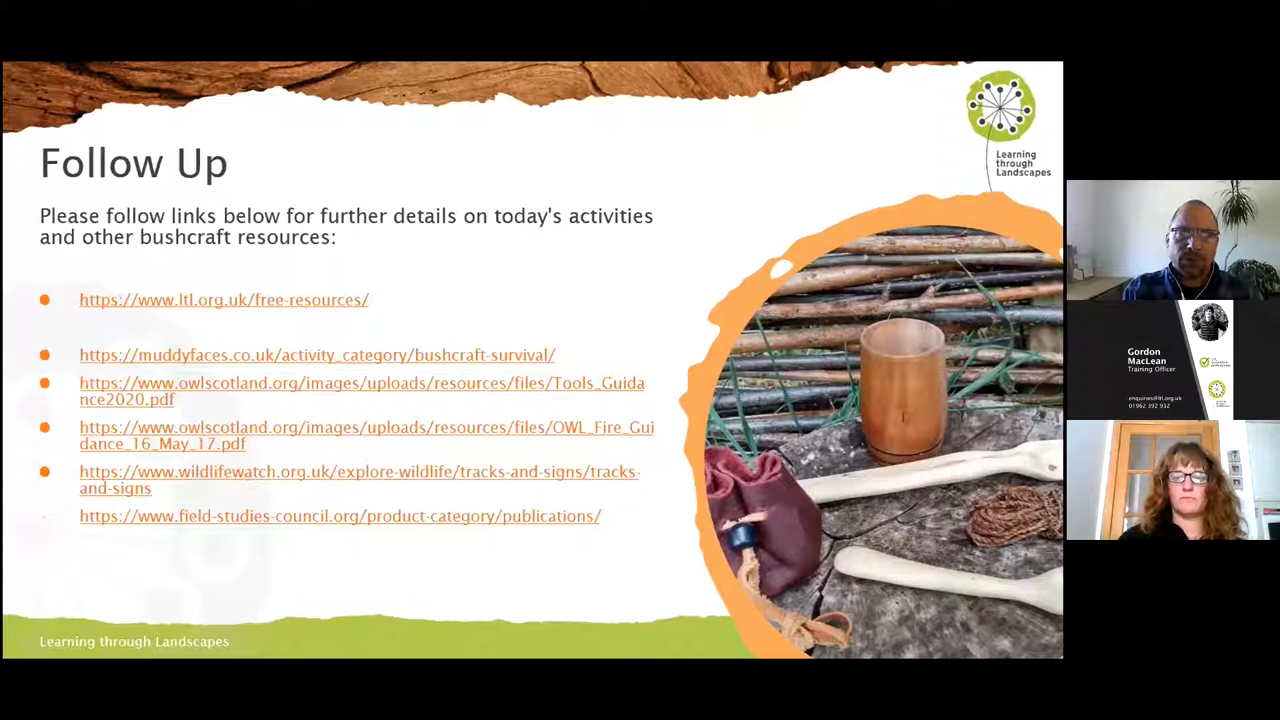 Follow Up
Please follow links below for further details on today's activities
and other bushcraft resources:
https://www.ltl.org.uk/free-resources/
https://muddyfaces.co.uk/activity_category/bushcraft-survival/
https://www.owlscotland.org/images/uploads/resources/files/Tools_Guida
nce2020.pdf
https://www.owlscotland.org/images/uploads/resources/files/OWL_Fire_Gui
dance_16_May_17.pdf
https://www.wildlifewatch.org.uk/explore-wildlife/tracks-and-signs/tracks-
and-signs
https://www.field-studies-council.org/product-category/publications/
Learning through Landscapes
Learning
through
Landscapes
Gordon
MacLean
Training Officer
enquiries@ltl.org.uk
01962 392 932